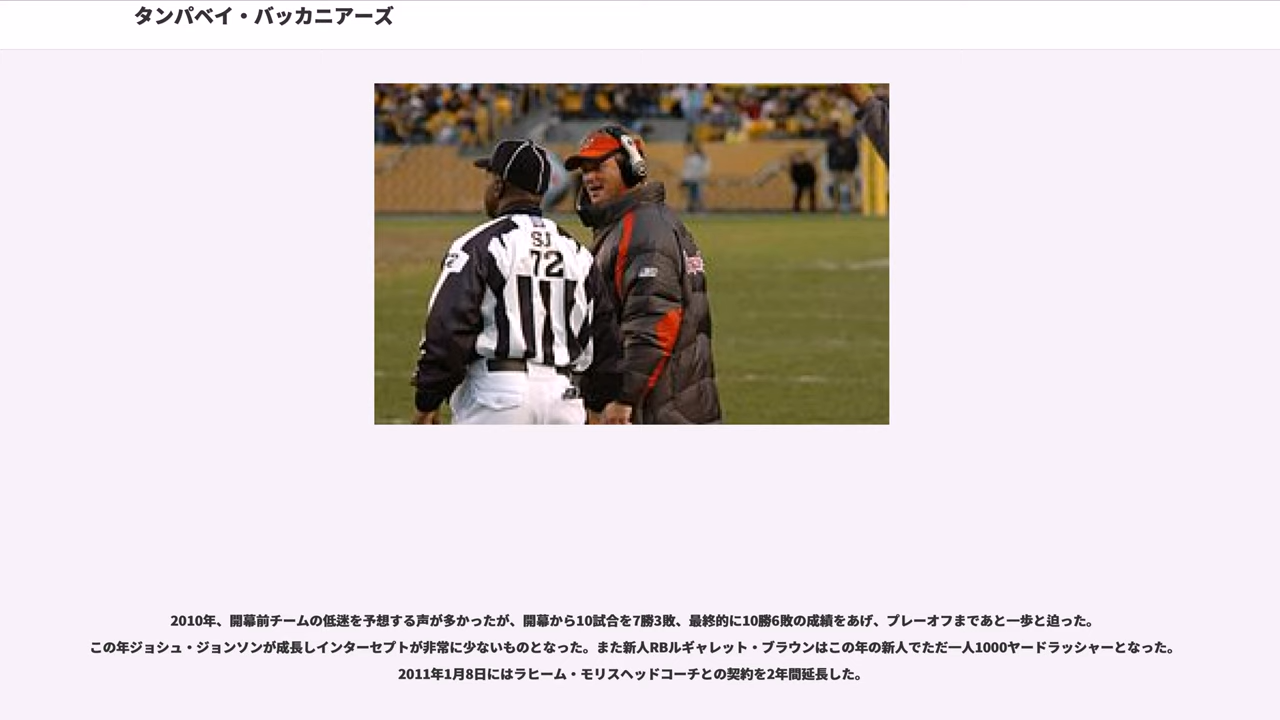 タンパベイ・バッカニアーズ
SJ
72
2010年、開幕前チームの低迷を予想する声が多かったが、開幕から10試合を7勝3敗、最終的に10勝6敗の成績をあげ、プレーオフまであと一歩と迫った。
この年ジョシュ・ジョンソンが成長しインターセプトが非常に少ないものとなった。また新人RBルギャレット・ブラウンはこの年の新人でただ一人1000ヤードラッシャーとなった。
2011年1月8日にはラヒーム・モリスヘッドコーチとの契約を2年間延長した。